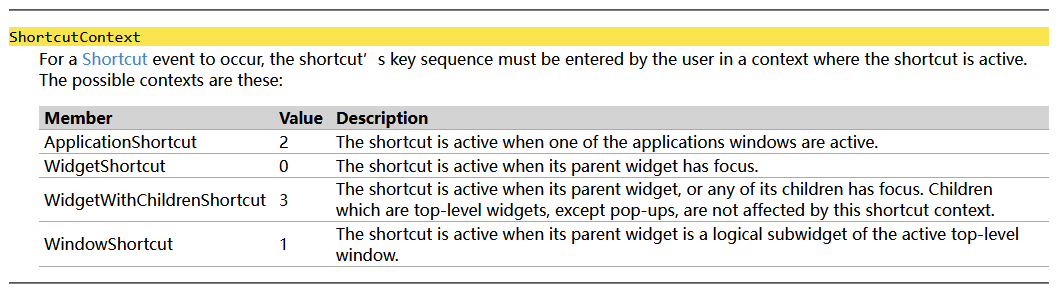 ShortcutContext
For a Shortcut event to occur, the shortcut’s key sequence must be entered by the user in a context where the shortcut is active.
The possible contexts are these:
Member Value Description
ApplicationShortcut 2 The shortcut is active when one of the applications windows are active.
WidgetShortcut 0 The shortcut is active when its parent widget has focus.
WidgetWithChildrenShortcut 3 The shortcut is active when its parent widget, or any of its children has focus. Children
which are top-level widgets, except pop-ups, are not affected by this shortcut context.
WindowShortcut 1 The shortcut is active when its parent widget is a logical subwidget of the active top-level
window.